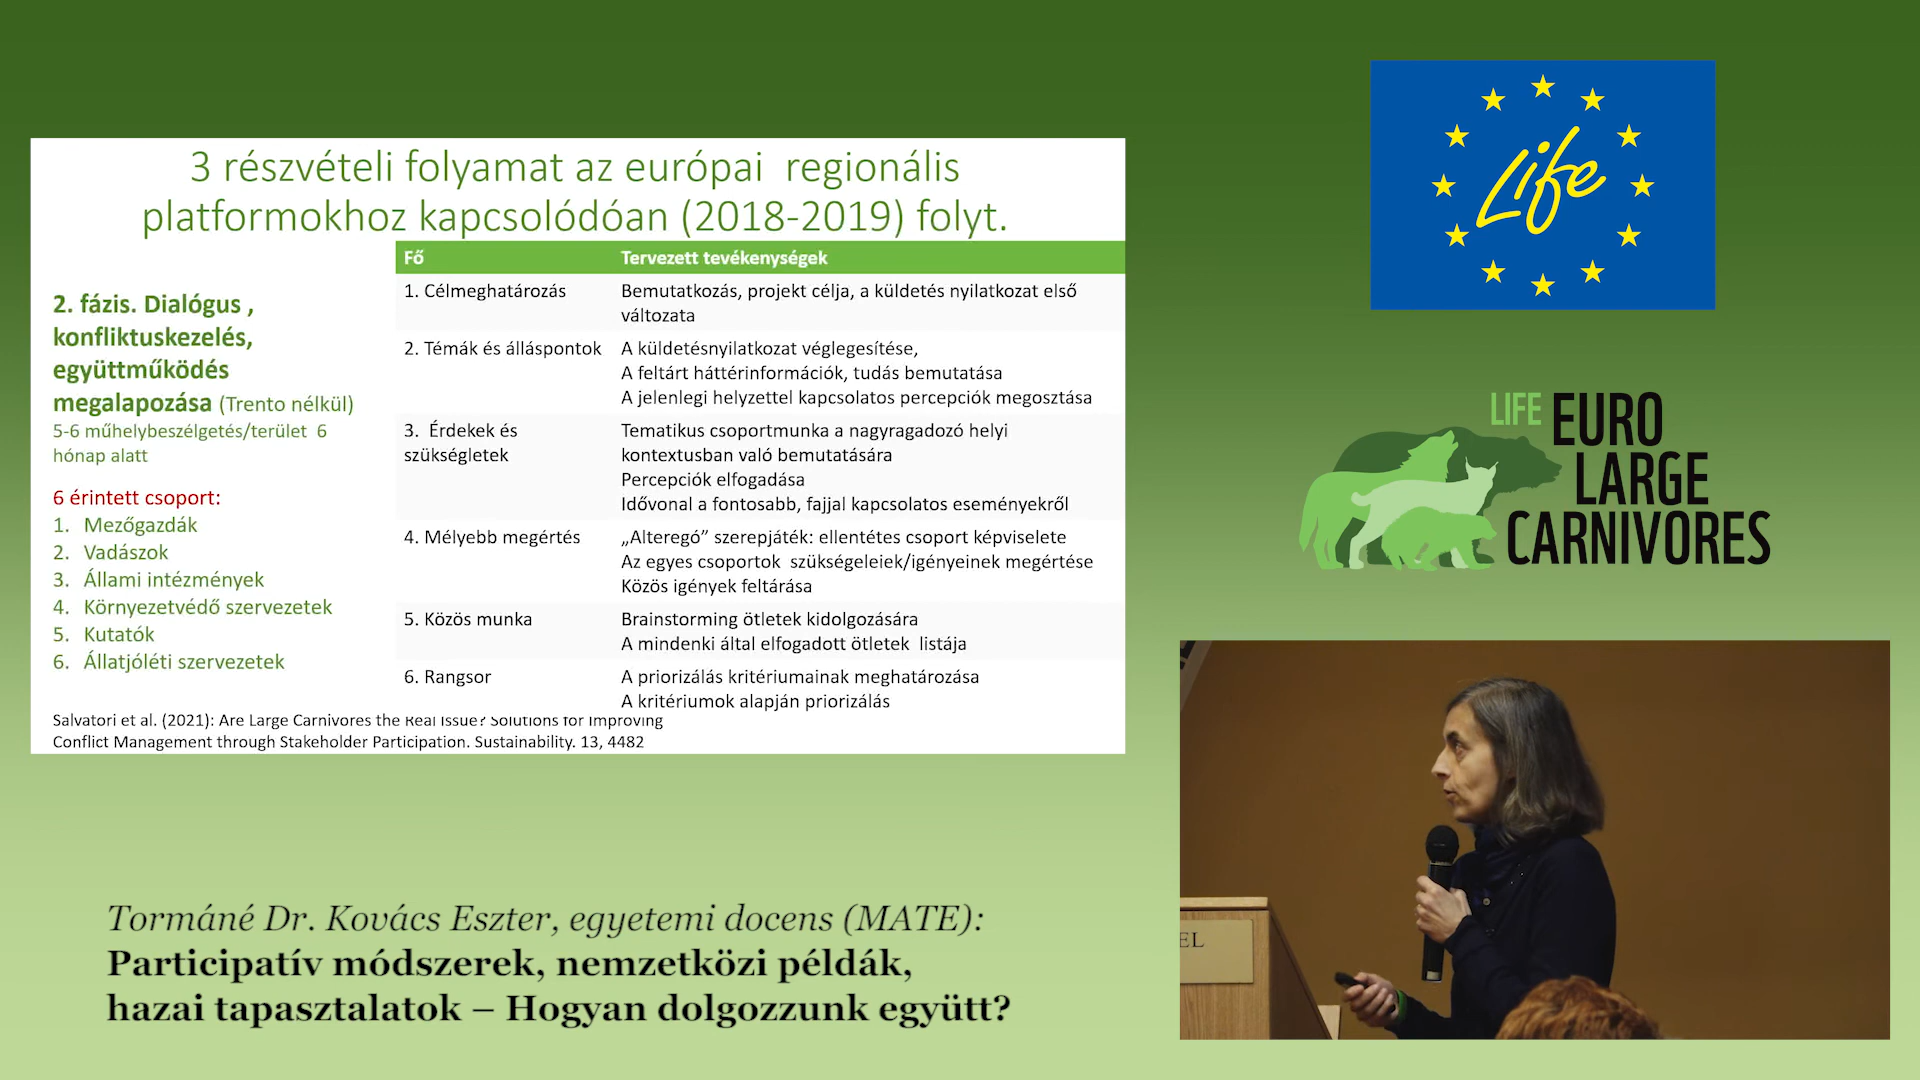 3 részvételi folyamat az európai regionális
platformokhoz kapcsolódóan (2018-2019) folyt.
2. fázis. Dialógus ,
konfliktuskezelés,
együttműködés
megalapozása (Trento nélkül)
5-6 műhelybeszélgetés/terület 6
hónap alatt
6 érintett csoport:
1. Mezőgazdák
2. Vadászok
3. Állami intézmények
4. Környezetvédő szervezetek
5. Kutatók
6. Állatjóléti szervezetek
Fő Tervezett tevékenységek
1. Célmeghatározás Bemutatkozás, projekt célja, a küldetés nyilatkozat első
változata
2. Témák és álláspontok A küldetésnyilatkozat véglegesítése,
A feltárt háttérinformációk, tudás bemutatása
A jelenlegi helyzettel kapcsolatos percepciók megosztása
3. Érdekek és Tematikus csoportmunka a nagyragadozó helyi
szükségletek kontextusban való bemutatására
Percepciók elfogadása
Idővonal a fontosabb, fajjal kapcsolatos eseményekről
4. Mélyebb megértés „Alteregó” szerepjáték: ellentétes csoport képviselete
Az egyes csoportok szükségeleiek/igényeinek megértése
Közös igények feltárása
5. Közös munka Brainstorming ötletek kidolgozására
A mindenki által elfogadott ötletek listája
6. Rangsor A priorizálás kritériumainak meghatározása
A kritériumok alapján priorizálás
Salvatori et al. (2021): Are Large Carnivores the Real Issue? Solutions for Improving
Conflict Management through Stakeholder Participation. Sustainability. 13, 4482
Life
LIFE EURO
LARGE
CARNIVORES
EL
Tormáné Dr. Kovács Eszter, egyetemi docens (MATE):
Participatív módszerek, nemzetközi példák,
hazai tapasztalatok – Hogyan dolgozzunk együtt?